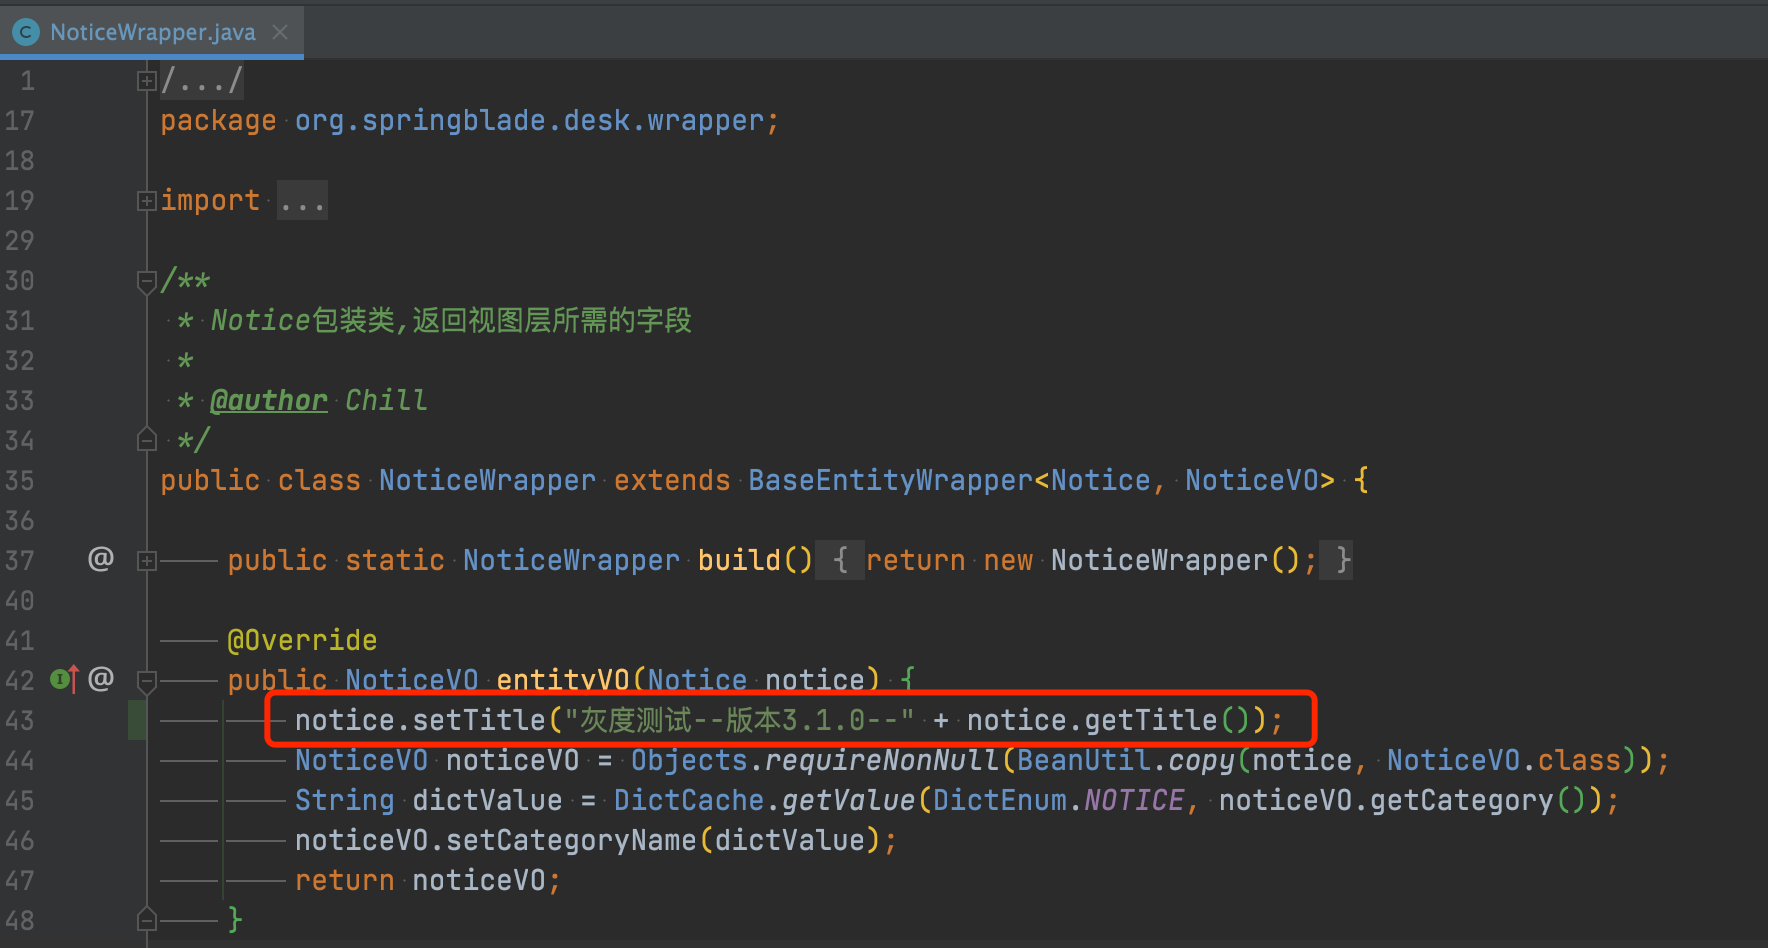 NoticeWrapper.java
1 /.../
17 package org.springblade.desk.wrapper;
18
19 import ...
29
30 /**
31 * Notice包装类,返回视图层所需的字段
32 *
33 * @author Chill
34 */
35 public class NoticeWrapper extends BaseEntityWrapper<Notice, NoticeVO> {
36
37 @ public static NoticeWrapper build() { return new NoticeWrapper(); }
40
41 @Override
42 @ public NoticeVO entityVO(Notice notice) {
43 notice.setTitle("灰度测试--版本3.1.0--" + notice.getTitle());
44 NoticeVO noticeVO = Objects.requireNonNull(BeanUtil.copy(notice, NoticeVO.class));
45 String dictValue = DictCache.getValue(DictEnum.NOTICE, noticeVO.getCategory());
46 noticeVO.setCategoryName(dictValue);
47 return noticeVO;
48 }